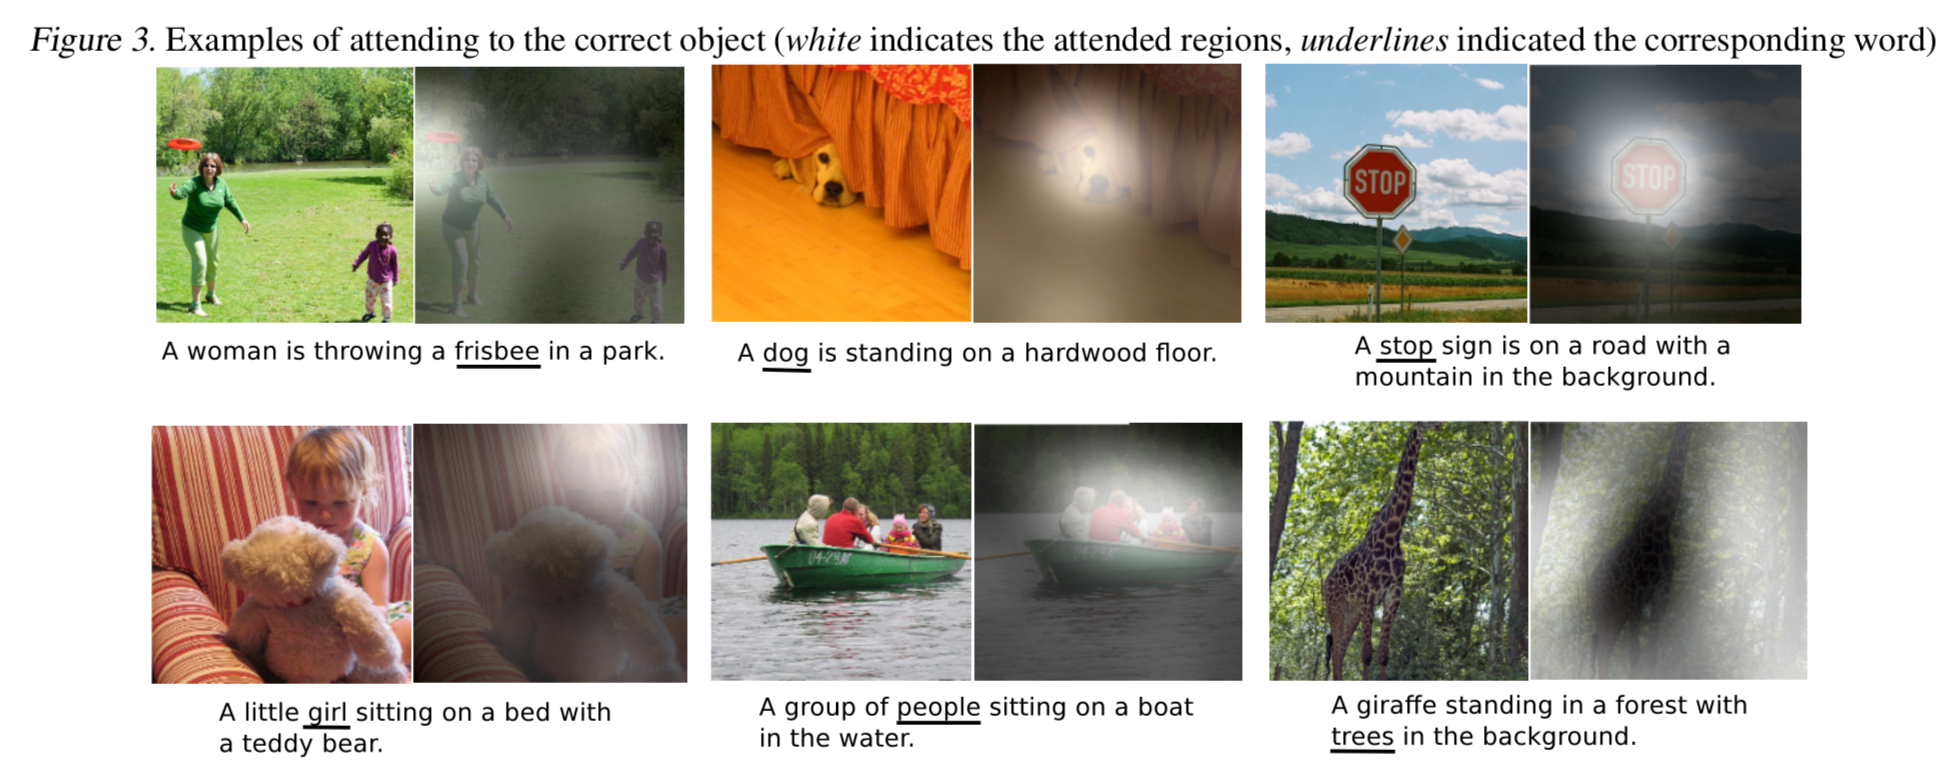 Figure 3. Examples of attending to the correct object (white indicates the attended regions, underlines indicated the corresponding word)
STOP
STOP
A woman is throwing a frisbee in a park.
A dog is standing on a hardwood floor.
A stop sign is on a road with a
mountain in the background.
A little girl sitting on a bed with
a teddy bear.
A group of people sitting on a boat
in the water.
A giraffe standing in a forest with
trees in the background.